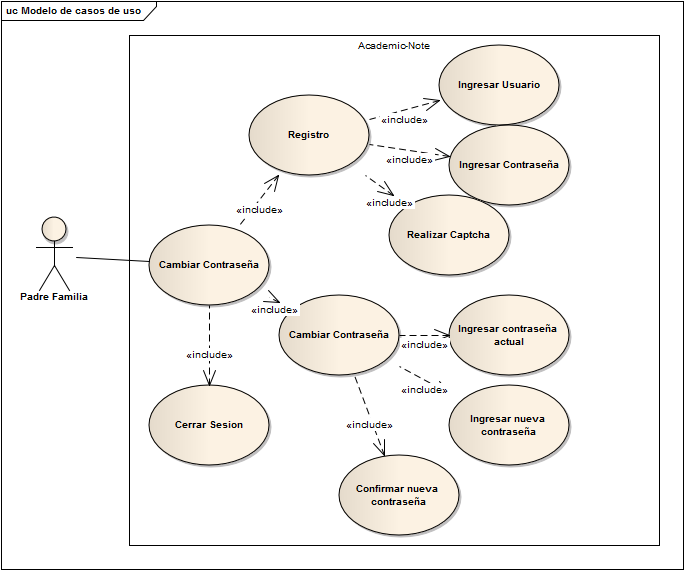 uc Modelo de casos de uso
Academic-Note
Ingresar Usuario
«include»
Registro
«include»
Ingresar Contraseña
«include»
«include»
Realizar Captcha
Cambiar Contraseña
Padre Familia
«include»
Cambiar Contraseña
Ingresar contraseña
actual
«include»
«include»
«include»
Ingresar nueva
contraseña
Cerrar Sesion
«include»
Confirmar nueva
contraseña